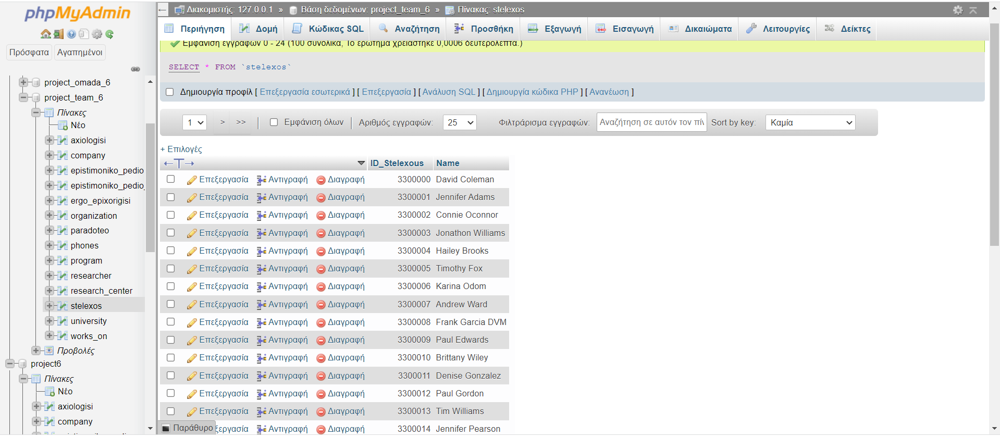 phpMyAdmin
Πρόσφατα Αγαπημένοι
project_omada_6
project_team_6
Πίνακες
Νέο
axiologisi
company
epistimoniko_pedio
epistimoniko_pedio_
ergo_epixorigisi
organization
paradoteo
phones
program
researcher
research_center
stelexos
university
works_on
Προβολές
project6
Πίνακες
Νέο
axiologisi
company
Διακομιστής: 127.0.0.1 » Βάση δεδομένων: project_team_6 » Πίνακας: stelexos
Περιήγηση Δομή Κώδικας SQL Αναζήτηση Προσθήκη Εξαγωγή Εισαγωγή Δικαιώματα Λειτουργίες Δείκτες
Εμφάνιση εγγραφών 0 - 24 (100 συνολικά, Το ερώτημα χρειάστηκε 0,0006 δευτερόλεπτα.)
SELECT * FROM `stelexos`
Δημιουργία προφίλ [ Επεξεργασία εσωτερικά ] [ Επεξεργασία ] [ Ανάλυση SQL ] [ Δημιουργία κώδικα PHP ] [ Ανανέωση ]
1 > >> | Εμφάνιση όλων | Αριθμός εγγραφών: 25 Φιλτράρισμα εγγραφών: Αναζήτηση σε αυτόν τον πίν Sort by key: Καμία
+ Επιλογές
←T→ ID_Stelexous Name
Επεξεργασία Αντιγραφή Διαγραφή 3300000 David Coleman
Επεξεργασία Αντιγραφή Διαγραφή 3300001 Jennifer Adams
Επεξεργασία Αντιγραφή Διαγραφή 3300002 Connie Oconnor
Επεξεργασία Αντιγραφή Διαγραφή 3300003 Jonathon Williams
Επεξεργασία Αντιγραφή Διαγραφή 3300004 Hailey Brooks
Επεξεργασία Αντιγραφή Διαγραφή 3300005 Timothy Fox
Επεξεργασία Αντιγραφή Διαγραφή 3300006 Karina Odom
Επεξεργασία Αντιγραφή Διαγραφή 3300007 Andrew Ward
Επεξεργασία Αντιγραφή Διαγραφή 3300008 Frank Garcia DVM
Επεξεργασία Αντιγραφή Διαγραφή 3300009 Paul Edwards
Επεξεργασία Αντιγραφή Διαγραφή 3300010 Brittany Wiley
Επεξεργασία Αντιγραφή Διαγραφή 3300011 Denise Gonzalez
Επεξεργασία Αντιγραφή Διαγραφή 3300012 Paul Gordon
Επεξεργασία Αντιγραφή Διαγραφή 3300013 Tim Williams
Παράθυρο ξεργασία Αντιγραφή Διαγραφή 3300014 Jennifer Pearson